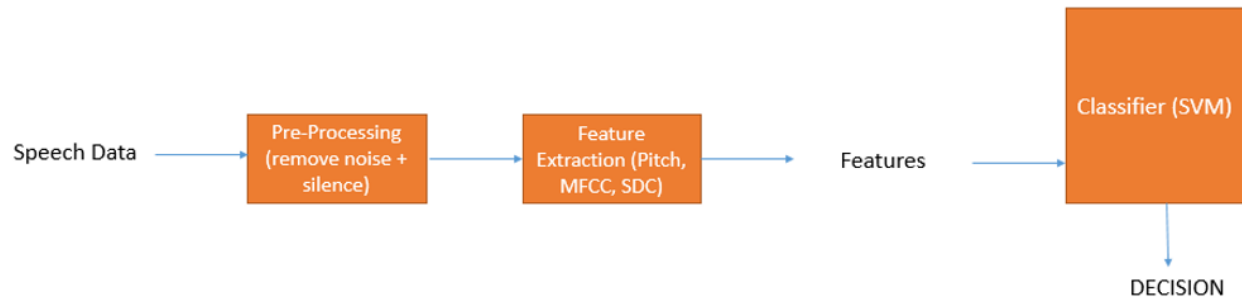 Speech Data
Pre-Processing
(remove noise +
silence)
Feature
Extraction (Pitch,
MFCC, SDC)
Features
Classifier (SVM)
DECISION